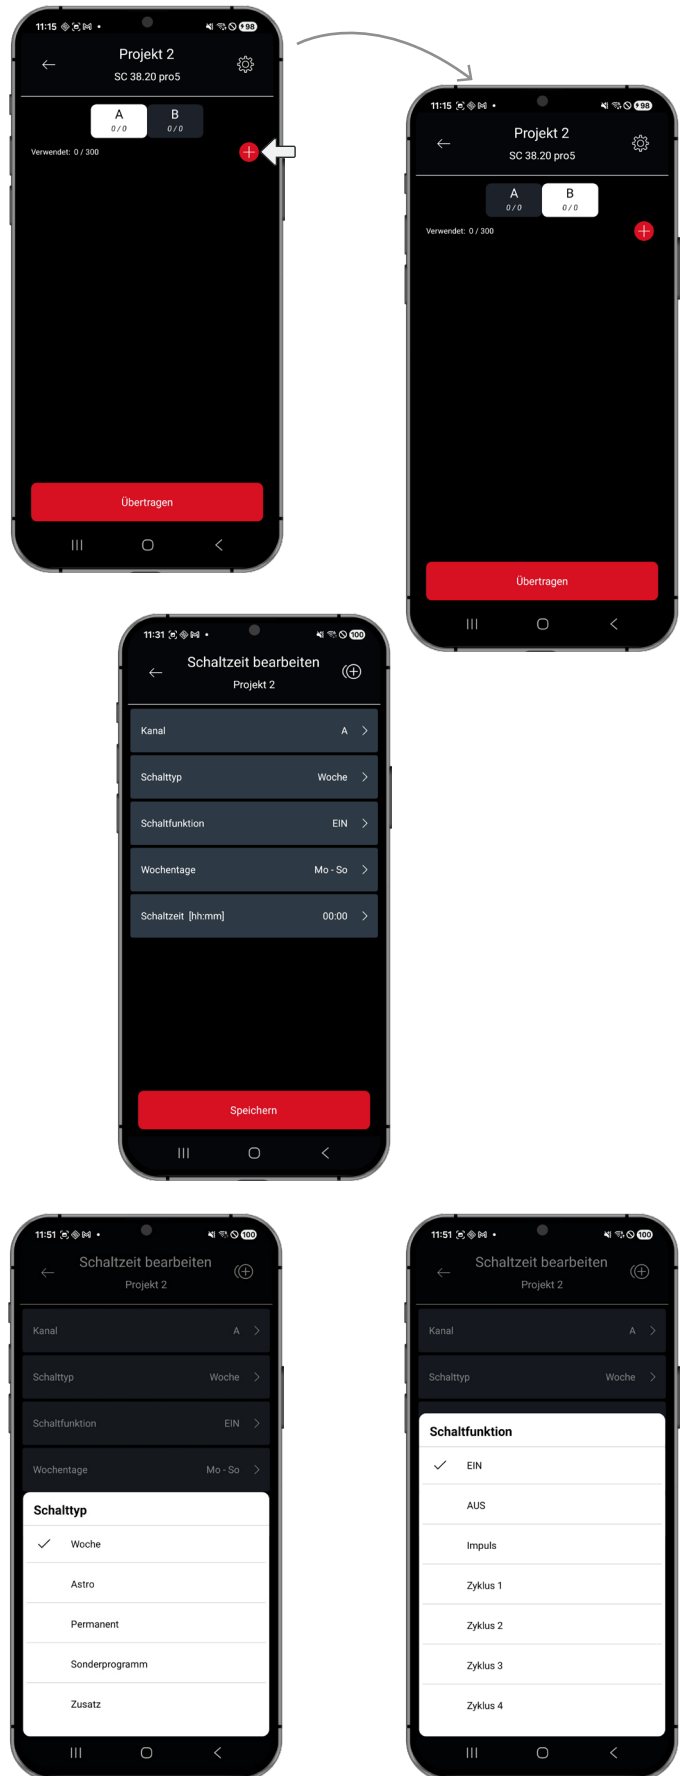 11:15
98
Projekt 2
SC 38.20 pro5
A
0 / 0
B
0 / 0
Verwendet: 0 / 300
Übertragen
11:15
98
Projekt 2
SC 38.20 pro5
A
0 / 0
B
0 / 0
Verwendet: 0 / 300
Übertragen
11:31
100
Schaltzeit bearbeiten
Projekt 2
Kanal A
Schalttyp Woche
Schaltfunktion EIN
Wochentage Mo - So
Schaltzeit [hh:mm] 00:00
Speichern
11:51
100
Schaltzeit bearbeiten
Projekt 2
Kanal A
Schalttyp Woche
Schaltfunktion EIN
Wochentage Mo - So
Schalttyp
Woche
Astro
Permanent
Sonderprogramm
Zusatz
11:51
100
Schaltzeit bearbeiten
Projekt 2
Kanal A
Schalttyp Woche
Schaltfunktion
EIN
AUS
Impuls
Zyklus 1
Zyklus 2
Zyklus 3
Zyklus 4